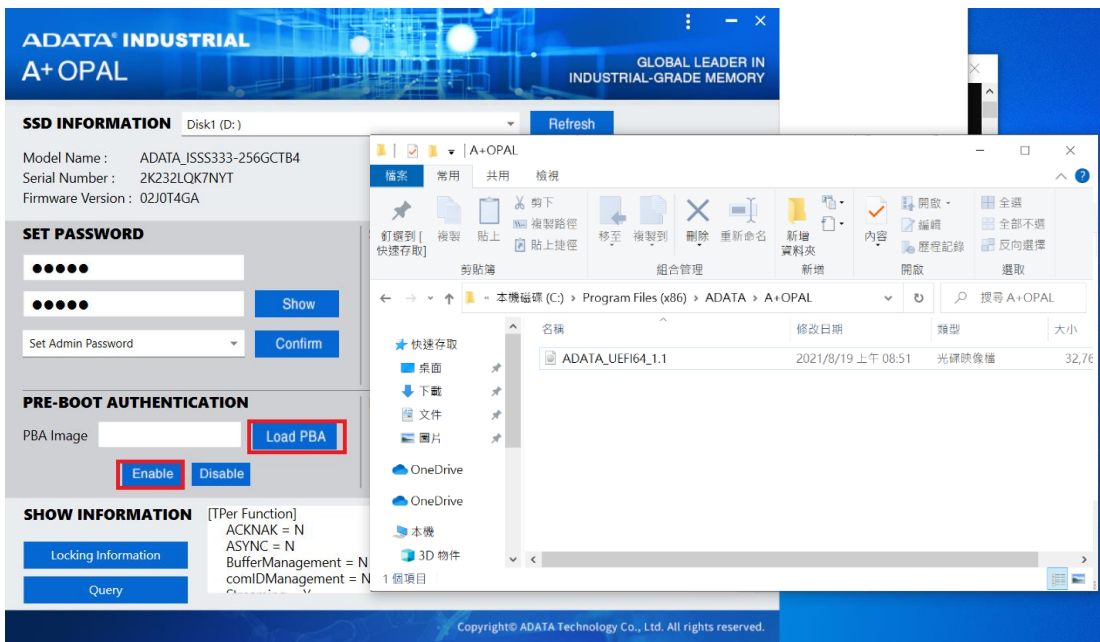 ADATA® INDUSTRIAL
A+ OPAL
GLOBAL LEADER IN
INDUSTRIAL-GRADE MEMORY
SSD INFORMATION Disk1 (D:) Refresh
Model Name : ADATA_ISSS333-256GCTB4
Serial Number : 2K232LQK7NYT
Firmware Version : 02J0T4GA
SET PASSWORD
●●●●●
●●●●● Show
Set Admin Password Confirm
PRE-BOOT AUTHENTICATION
PBA Image Load PBA
Enable Disable
SHOW INFORMATION
Locking Information
Query
[TPer Function]
ACKNAK = N
ASYNC = N
BufferManagement = N
comIDManagement = N
A+OPAL
檔案 常用 共用 檢視
釘選到 [
快速存取]
複製
貼上
剪下
複製路徑
貼上捷徑
剪貼簿
移至 複製到 刪除 重新命名
組合管理
新增
資料夾
新增
內容
開啟
編輯
歷程記錄
開啟
全選
全部不選
反向選擇
選取
« 本機磁碟 (C:) › Program Files (x86) › ADATA › A+OPAL
搜尋 A+OPAL
名稱 修改日期 類型 大小
ADATA_UEFI64_1.1 2021/8/19 上午 08:51 光碟映像檔 32,76
快速存取
桌面
下載
文件
圖片
OneDrive
OneDrive
本機
3D 物件
1 個項目
Copyright© ADATA Technology Co., Ltd. All rights reserved.